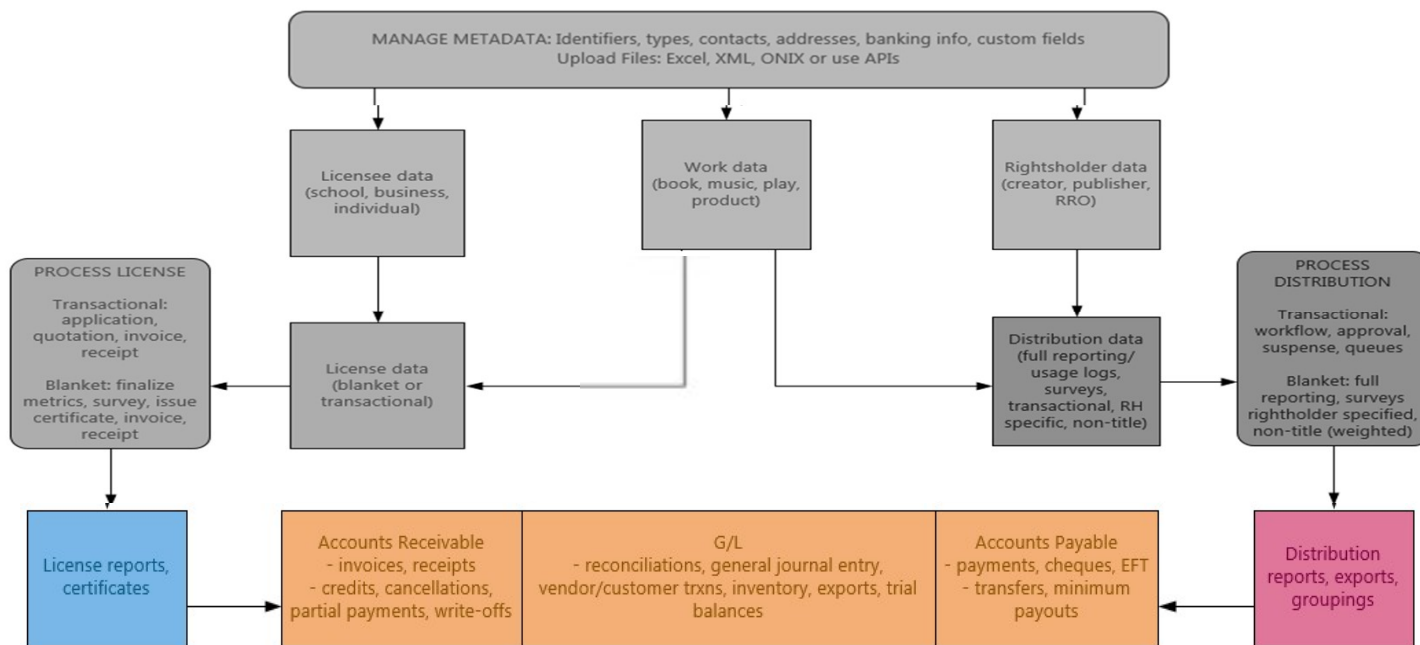 MANAGE METADATA: Identifiers, types, contacts, addresses, banking info, custom fields
Upload Files: Excel, XML, ONIX or use APIs
Licensee data
(school, business,
individual)
Work data
(book, music, play,
product)
Rightsholder data
(creator, publisher,
RRO)
PROCESS LICENSE
Transactional:
application,
quotation, invoice,
receipt
Blanket: finalize
metrics, survey, issue
certificate, invoice,
receipt
License data
(blanket or
transactional)
Distribution data
(full reporting/
usage logs,
surveys,
transactional, RH
specific, non-title)
PROCESS
DISTRIBUTION
Transactional:
workflow, approval,
suspense, queues
Blanket: full
reporting, surveys
rightholder specified,
non-title (weighted)
License reports,
certificates
Accounts Receivable
- invoices, receipts
- credits, cancellations,
partial payments, write-offs
G/L
- reconciliations, general journal entry,
vendor/customer trxns, inventory, exports, trial
balances
Accounts Payable
- payments, cheques, EFT
- transfers, minimum
payouts
Distribution
reports, exports,
groupings